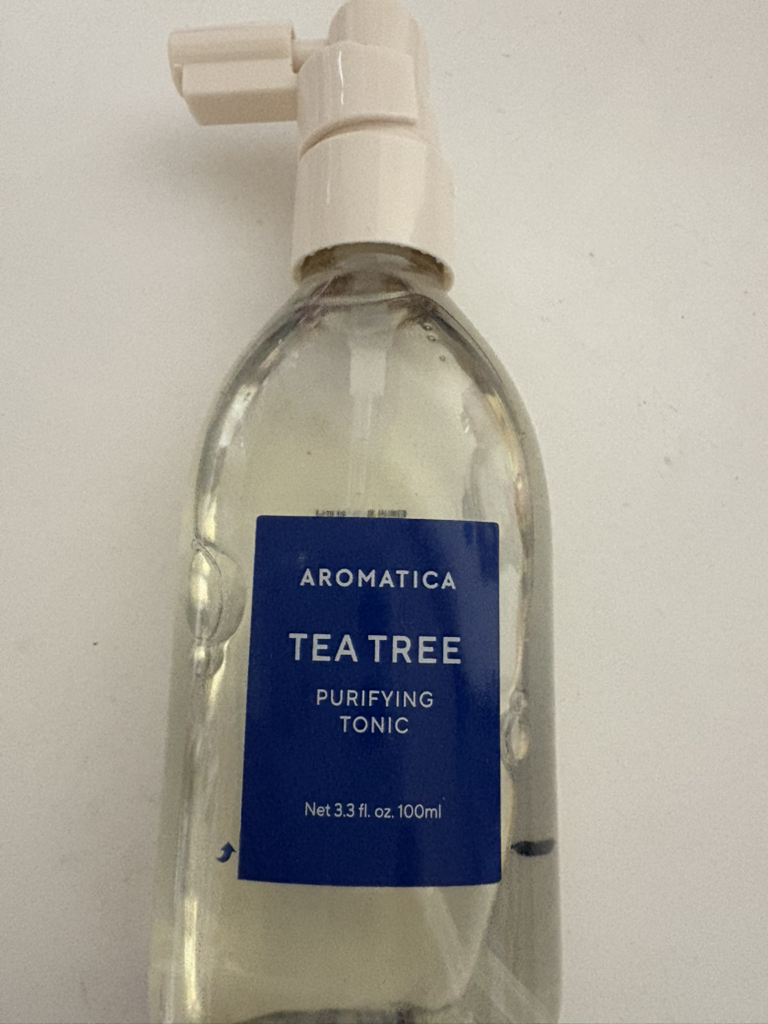 AROMATICA
TEA TREE
PURIFYING
TONIC
Net 3.3 fl. oz. 100ml